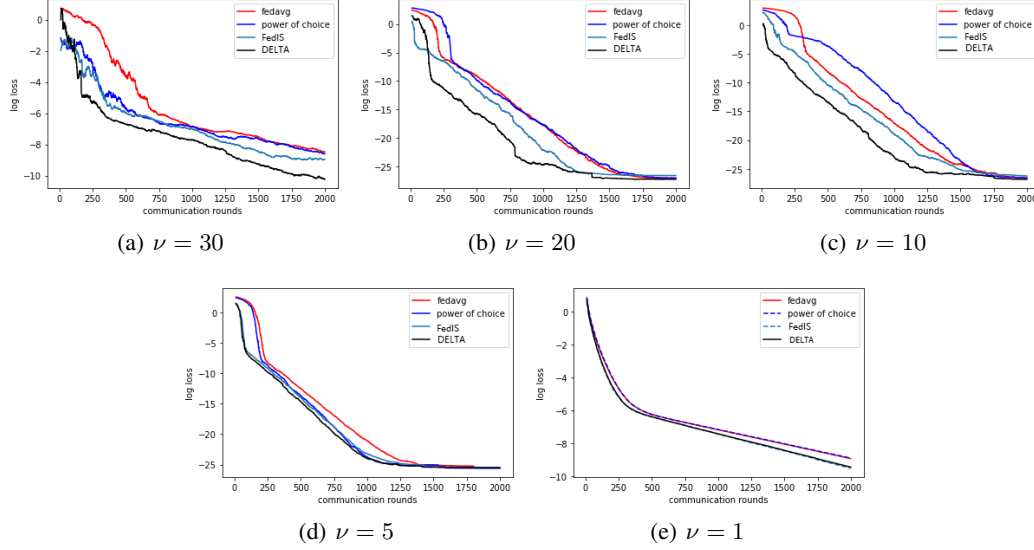 fedavg
power of choice
FedIS
DELTA
log loss
0
−2
−4
−6
−8
−10
0 250 500 750 1000 1250 1500 1750 2000
communication rounds
(a) ν = 30
fedavg
power of choice
FedIS
DELTA
log loss
0
−5
−10
−15
−20
−25
0 250 500 750 1000 1250 1500 1750 2000
communication rounds
(b) ν = 20
fedavg
power of choice
FedIS
DELTA
log loss
0
−5
−10
−15
−20
−25
0 250 500 750 1000 1250 1500 1750 2000
communication rounds
(c) ν = 10
fedavg
power of choice
FedIS
DELTA
log loss
0
−5
−10
−15
−20
−25
0 250 500 750 1000 1250 1500 1750 2000
communication rounds
(d) ν = 5
fedavg
power of choice
FedIS
DELTA
log loss
0
−2
−4
−6
−8
−10
0 250 500 750 1000 1250 1500 1750 2000
communication rounds
(e) ν = 1